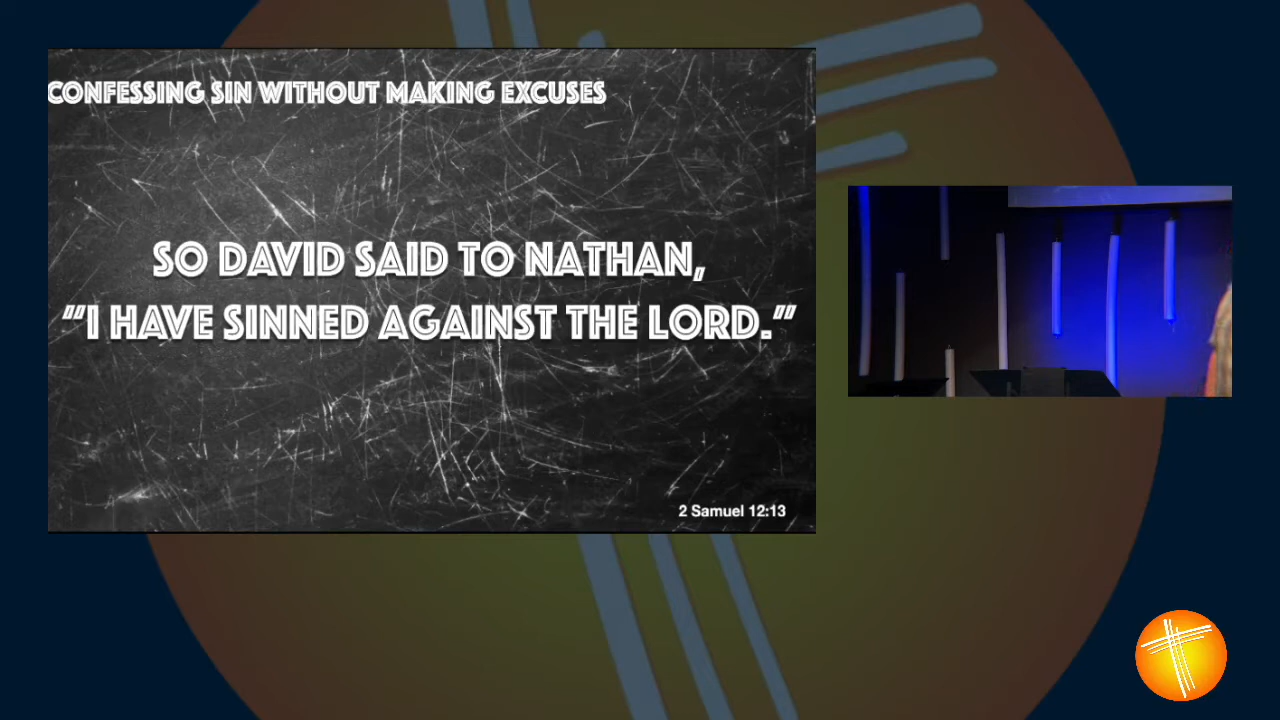 CONFESSING SIN WITHOUT MAKING EXCUSES
SO DAVID SAID TO NATHAN,
“I HAVE SINNED AGAINST THE LORD.”
2 Samuel 12:13